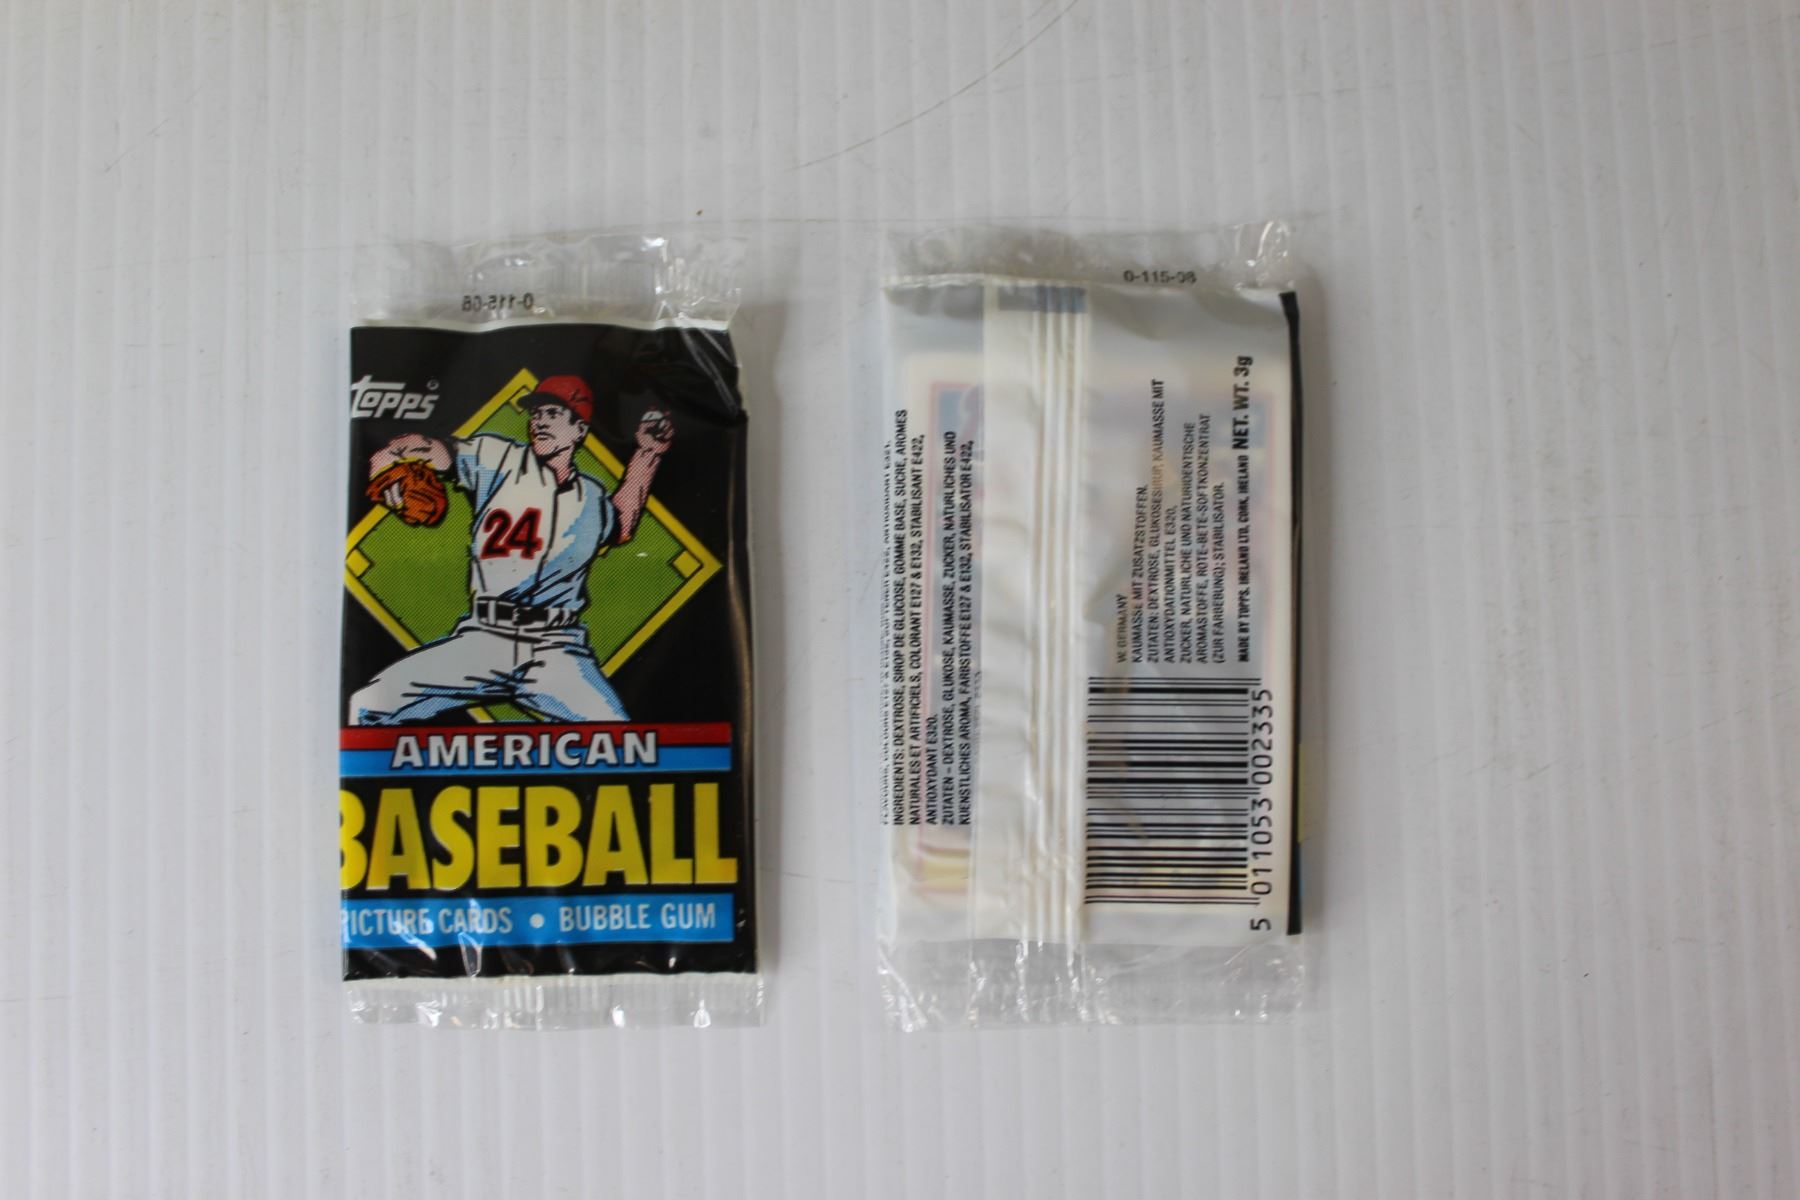 0-115-08
TOPPS
24
AMERICAN
BASEBALL
PICTURE CARDS • BUBBLE GUM
0-115-08
INGREDIENTS: DEXTROSE, SIROP DE GLUCOSE, GOMME BASE, SUCRE, AROMES
NATURALES ET ARTIFICIELS, COLORANT E127 & E132, STABILISANT E422,
ANTIOXYDANT E320.
ZUTATEN – DEXTROSE, GLUKOSE, KAUMASSE, ZUCKER, NATURLICHES UND
KUENSTLICHES AROMA, FARBSTOFFE E127 & E132, STABILISATOR E422,
W. GERMANY
KAUMASSE MIT ZUSATZSTOFFEN.
ZUTATEN: DEXTROSE, GLUKOSESIRUP, KAUMASSE MIT
ANTIOXYDATIONMITTEL E320,
ZUCKER, NATURLICHE UND NATURIDENTISCHE
AROMASTOFFE, ROTE-BETE-SOFTKONZENTRAT
(ZUR FARBEBUNG); STABILISATOR.
MADE BY TOPPS, IRELAND LTD, CORK, IRELAND NET. WT. 3g
5 011053 002335